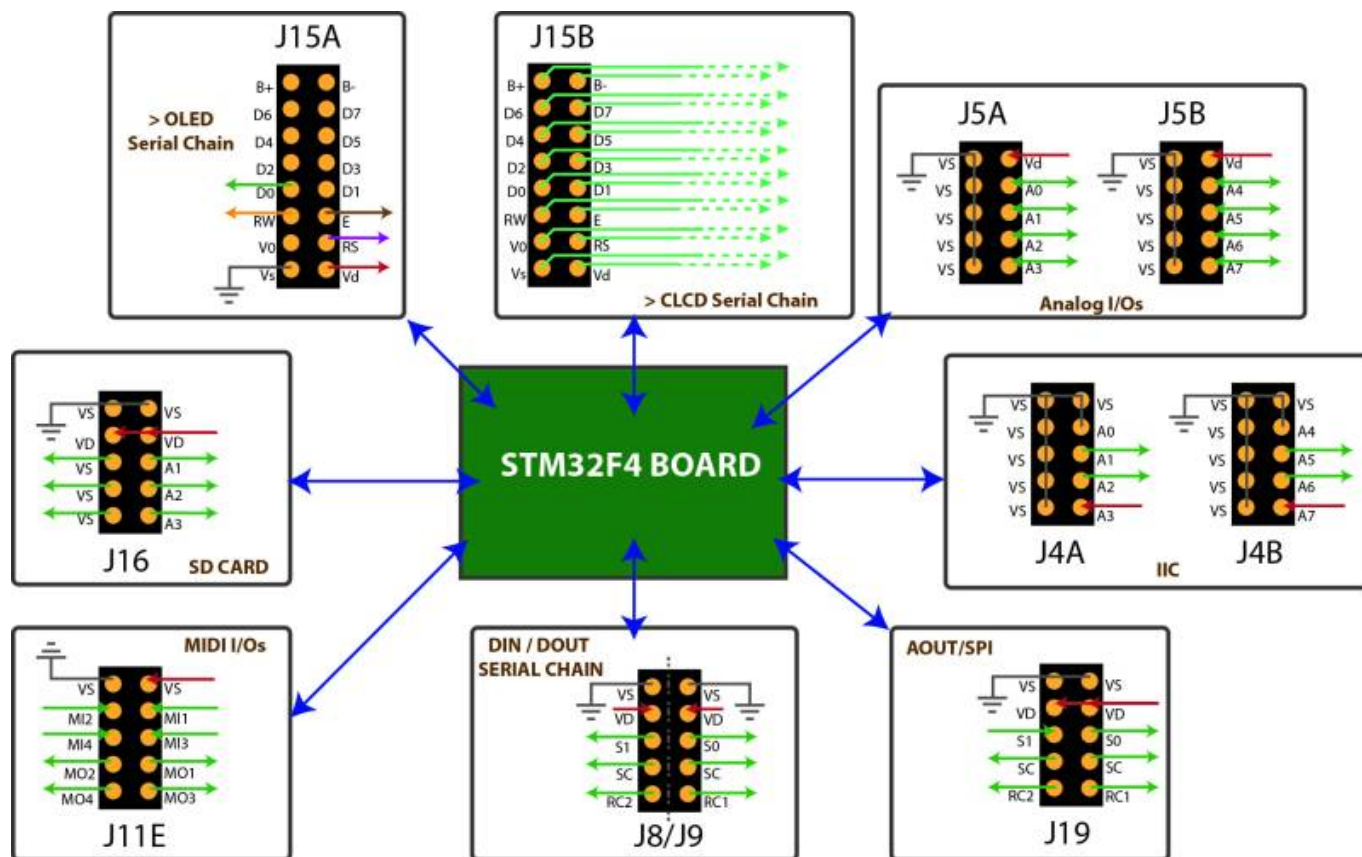 J15A
B+ B-
D6 D7
D4 D5
D2 D3
D0 D1
RW E
V0 RS
Vs Vd
> OLED
Serial Chain
J15B
B+ B-
D6 D7
D4 D5
D2 D3
D0 D1
RW E
V0 RS
Vs Vd
> CLCD Serial Chain
J5A
VS Vd
VS A0
VS A1
VS A2
VS A3
J5B
VS Vd
VS A4
VS A5
VS A6
VS A7
Analog I/Os
VS VS
VD VD
VS A1
VS A2
VS A3
J16
SD CARD
STM32F4 BOARD
VS VS
VS A0
VS A1
VS A2
VS A3
J4A
VS VS
VS A4
VS A5
VS A6
VS A7
J4B
IIC
MIDI I/Os
VS VS
MI2 MI1
MI4 MI3
MO2 MO1
MO4 MO3
J11E
DIN / DOUT
SERIAL CHAIN
VS VS
VD VD
S1 S0
SC SC
RC2 RC1
J8/J9
AOUT/SPI
VS VS
VD VD
S1 S0
SC SC
RC2 RC1
J19